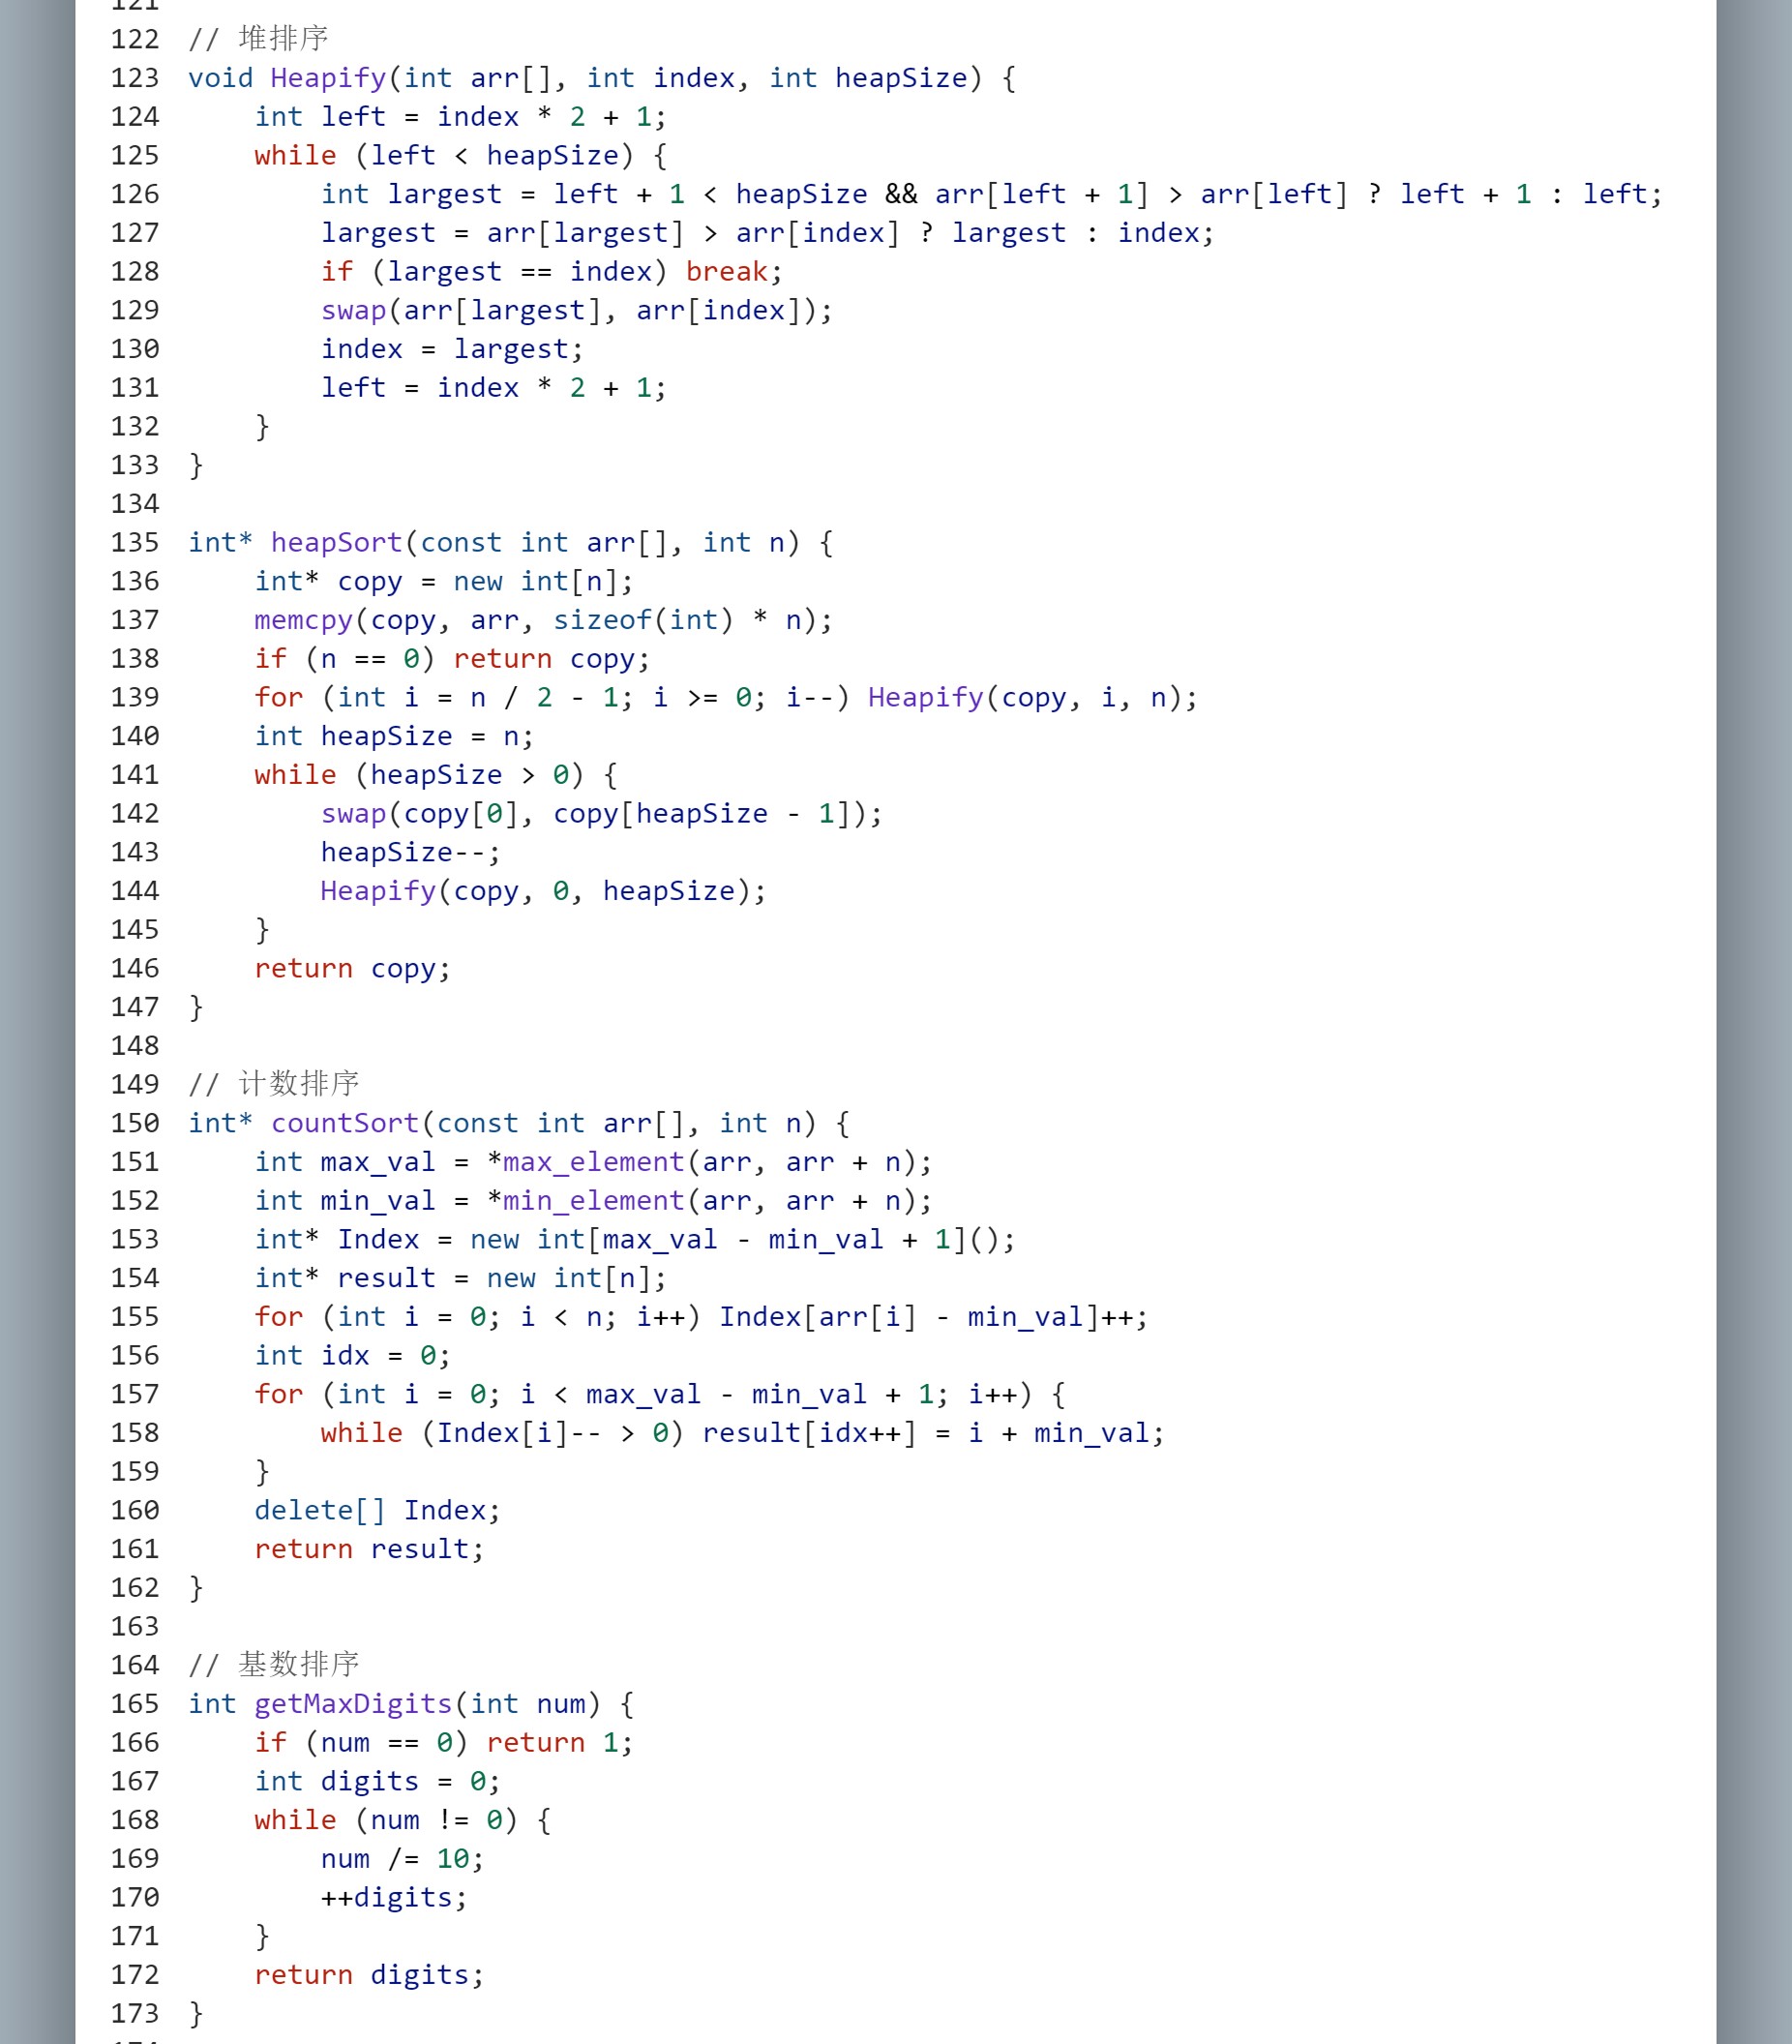 121
122 // 堆排序
123 void Heapify(int arr[], int index, int heapSize) {
124     int left = index * 2 + 1;
125     while (left < heapSize) {
126         int largest = left + 1 < heapSize && arr[left + 1] > arr[left] ? left + 1 : left;
127         largest = arr[largest] > arr[index] ? largest : index;
128         if (largest == index) break;
129         swap(arr[largest], arr[index]);
130         index = largest;
131         left = index * 2 + 1;
132     }
133 }
134
135 int* heapSort(const int arr[], int n) {
136     int* copy = new int[n];
137     memcpy(copy, arr, sizeof(int) * n);
138     if (n == 0) return copy;
139     for (int i = n / 2 - 1; i >= 0; i--) Heapify(copy, i, n);
140     int heapSize = n;
141     while (heapSize > 0) {
142         swap(copy[0], copy[heapSize - 1]);
143         heapSize--;
144         Heapify(copy, 0, heapSize);
145     }
146     return copy;
147 }
148
149 // 计数排序
150 int* countSort(const int arr[], int n) {
151     int max_val = *max_element(arr, arr + n);
152     int min_val = *min_element(arr, arr + n);
153     int* Index = new int[max_val - min_val + 1]();
154     int* result = new int[n];
155     for (int i = 0; i < n; i++) Index[arr[i] - min_val]++;
156     int idx = 0;
157     for (int i = 0; i < max_val - min_val + 1; i++) {
158         while (Index[i]-- > 0) result[idx++] = i + min_val;
159     }
160     delete[] Index;
161     return result;
162 }
163
164 // 基数排序
165 int getMaxDigits(int num) {
166     if (num == 0) return 1;
167     int digits = 0;
168     while (num != 0) {
169         num /= 10;
170         ++digits;
171     }
172     return digits;
173 }